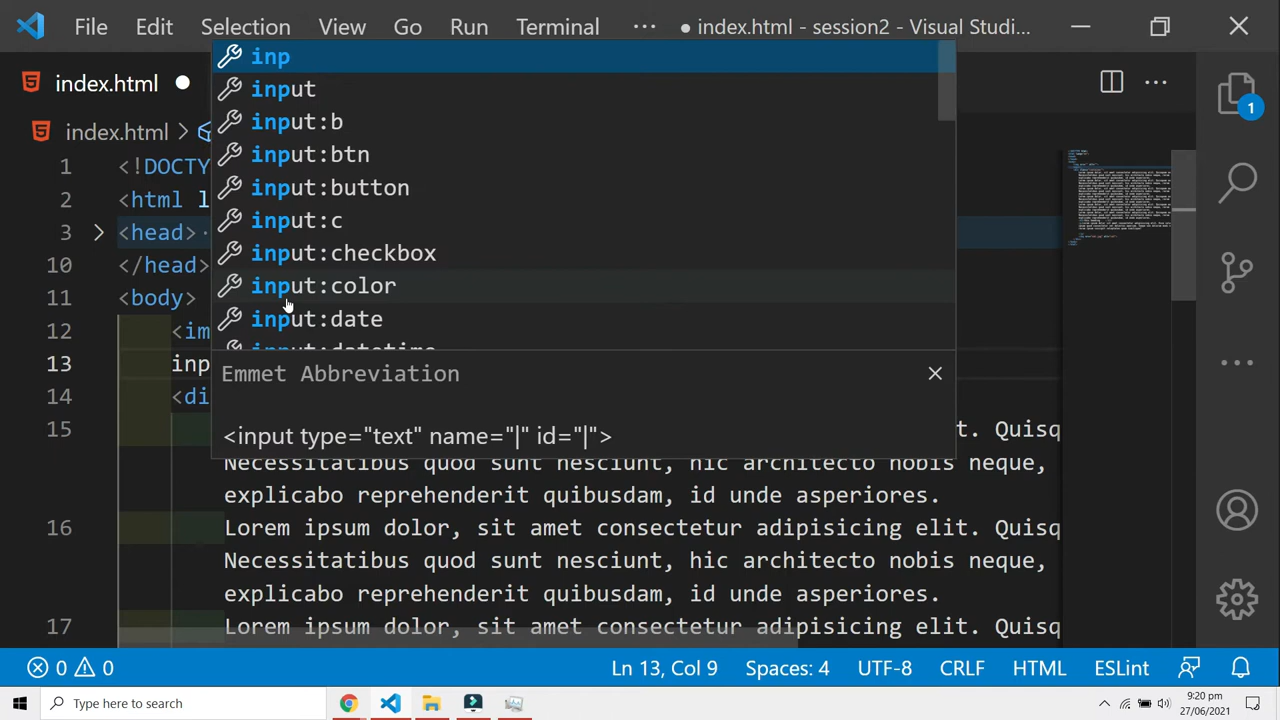 File Edit Selection View Go Run Terminal ··· ● index.html - session2 - Visual Studi...
index.html
index.html >
inp
input
input:b
input:btn
input:button
input:c
input:checkbox
input:color
input:date
input:datetime
Emmet Abbreviation
<input type="text" name="|" id="|">
1 <!DOCTY
2 <html l
3 <head>
10 </head>
11 <body>
12 <im
13 inp
14 <di
15 t. Quisq
Necessitatibus quod sunt nesciunt, hic architecto nobis neque,
explicabo reprehenderit quibusdam, id unde asperiores.
16 Lorem ipsum dolor, sit amet consectetur adipisicing elit. Quisq
Necessitatibus quod sunt nesciunt, hic architecto nobis neque,
explicabo reprehenderit quibusdam, id unde asperiores.
17 Lorem ipsum dolor, sit amet consectetur adipisicing elit. Quisq
1
0 0 Ln 13, Col 9 Spaces: 4 UTF-8 CRLF HTML ESLint
Type here to search
9:20 pm
27/06/2021